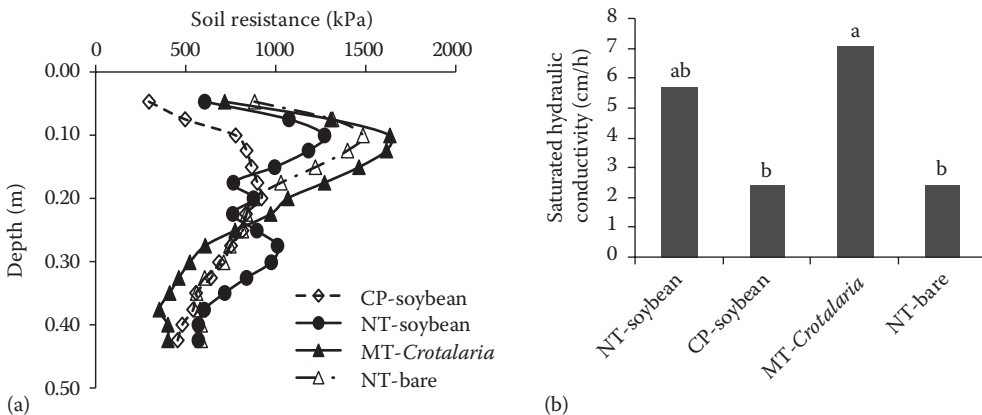 Soil resistance (kPa)
0 500 1000 1500 2000
0.00
0.10
0.20
0.30
0.40
0.50
Depth (m)
CP-soybean
NT-soybean
MT-Crotalaria
NT-bare
(a)
8
7
6
5
4
3
2
1
0
Saturated hydraulic
conductivity (cm/h)
ab
b
a
b
NT-soybean
CP-soybean
MT-Crotalaria
NT-bare
(b)